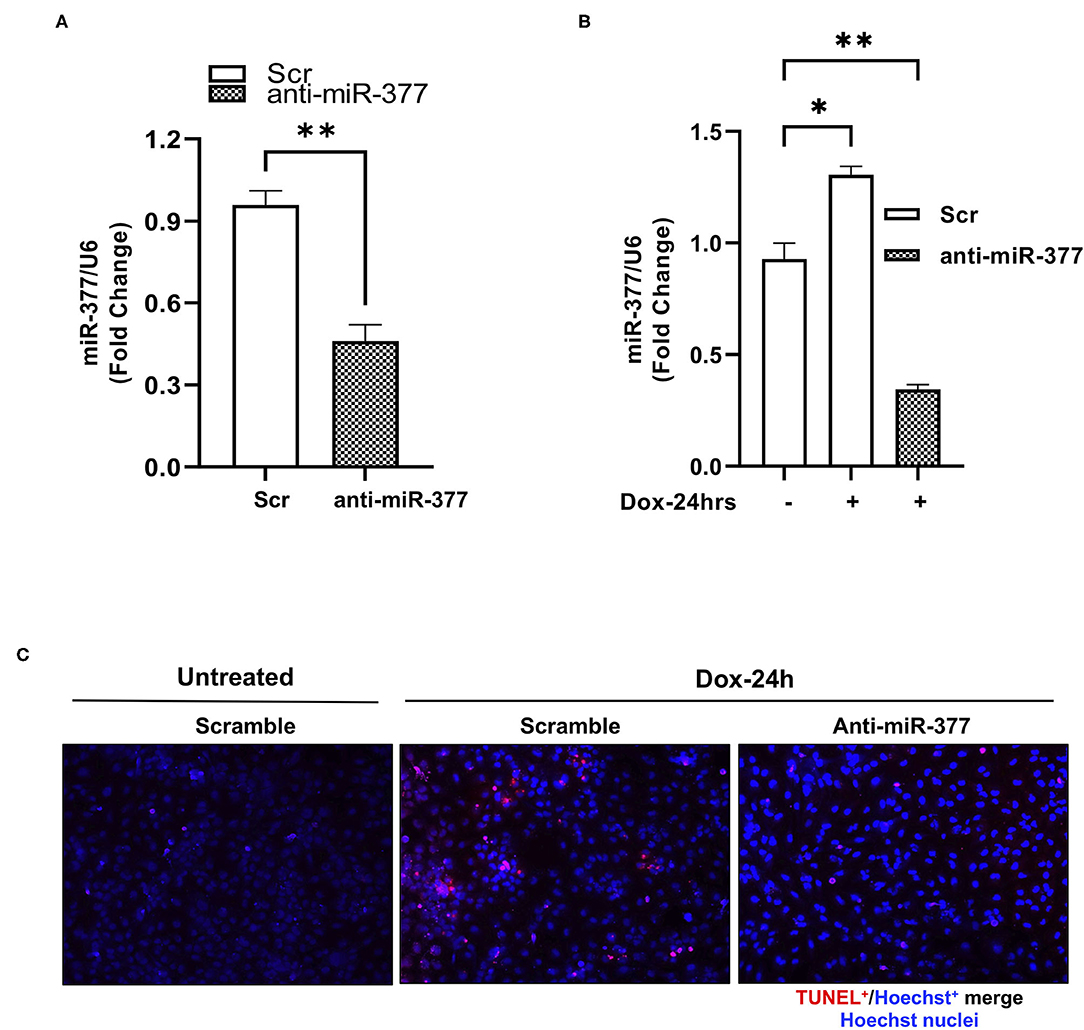 A
Scr
anti-miR-377
**
1.2
0.9
0.6
0.3
0.0
miR-377/U6
(Fold Change)
Scr anti-miR-377
B
**
*
1.5
1.0
0.5
0.0
miR-377/U6
(Fold Change)
Scr
anti-miR-377
Dox-24hrs - + +
C
Untreated Dox-24h
Scramble Scramble Anti-miR-377
TUNEL⁺/Hoechst⁺ merge
Hoechst nuclei